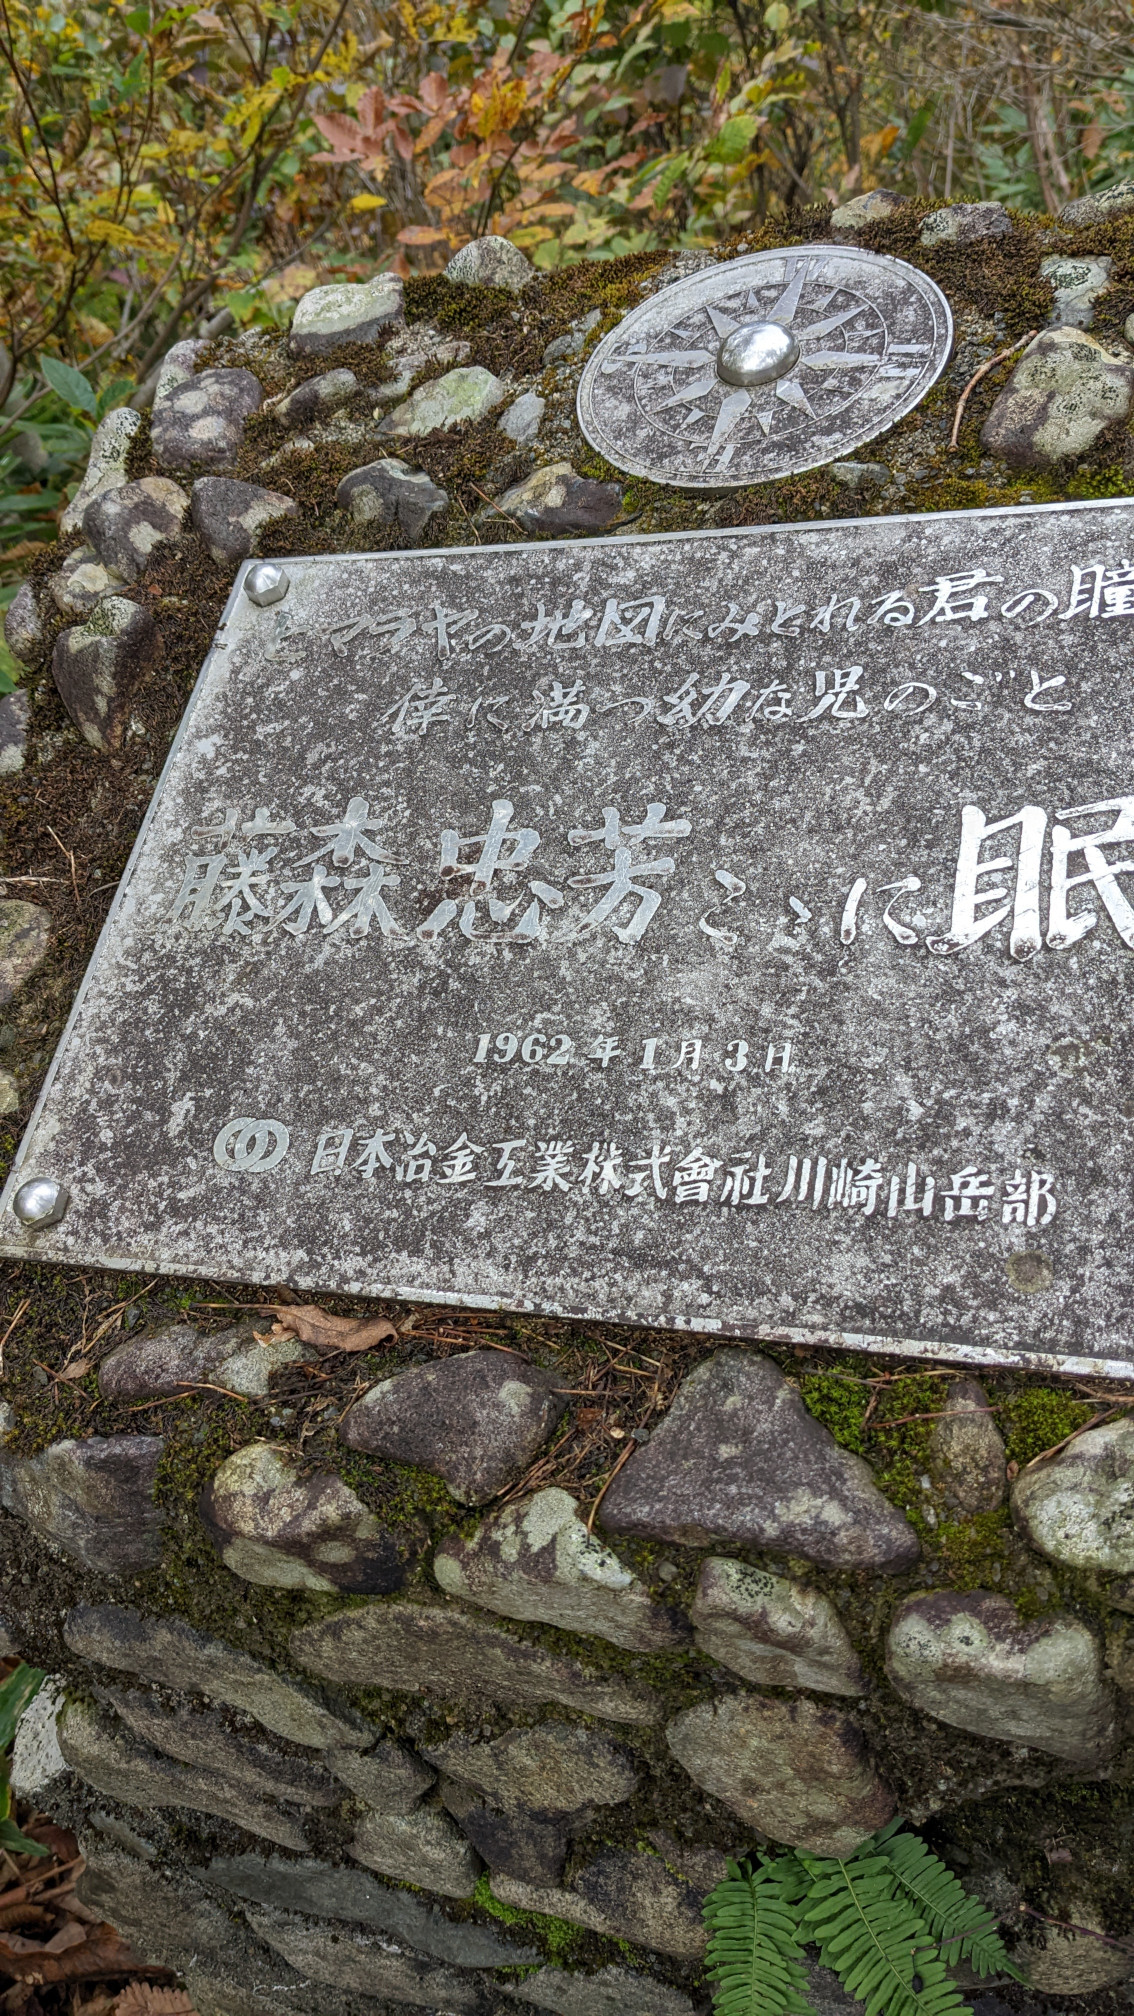 W
N
ヒマラヤの地図にみとれる君の瞳
倖に満つ幼な児のごと
藤森忠芳こゝに眠
1962年1月3日
日本冶金工業株式會社川崎山岳部